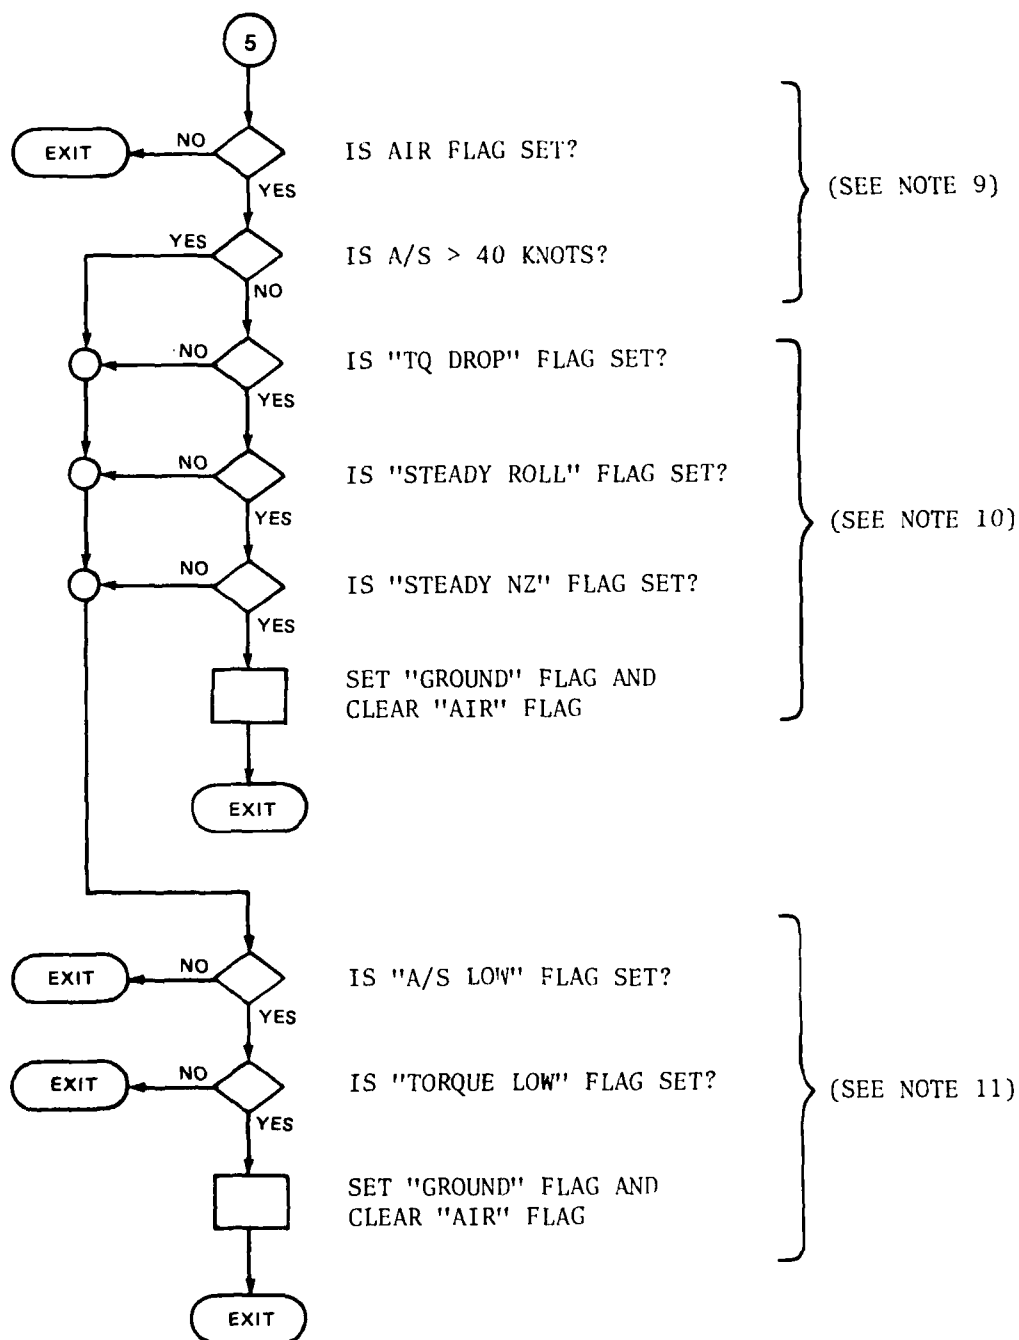 5
EXIT
NO
IS AIR FLAG SET?
YES
(SEE NOTE 9)
YES
IS A/S > 40 KNOTS?
NO
NO
IS "TQ DROP" FLAG SET?
YES
NO
IS "STEADY ROLL" FLAG SET?
YES
(SEE NOTE 10)
NO
IS "STEADY NZ" FLAG SET?
YES
SET "GROUND" FLAG AND
CLEAR "AIR" FLAG
EXIT
EXIT
NO
IS "A/S LOW" FLAG SET?
YES
EXIT
NO
IS "TORQUE LOW" FLAG SET?
(SEE NOTE 11)
YES
SET "GROUND" FLAG AND
CLEAR "AIR" FLAG
EXIT